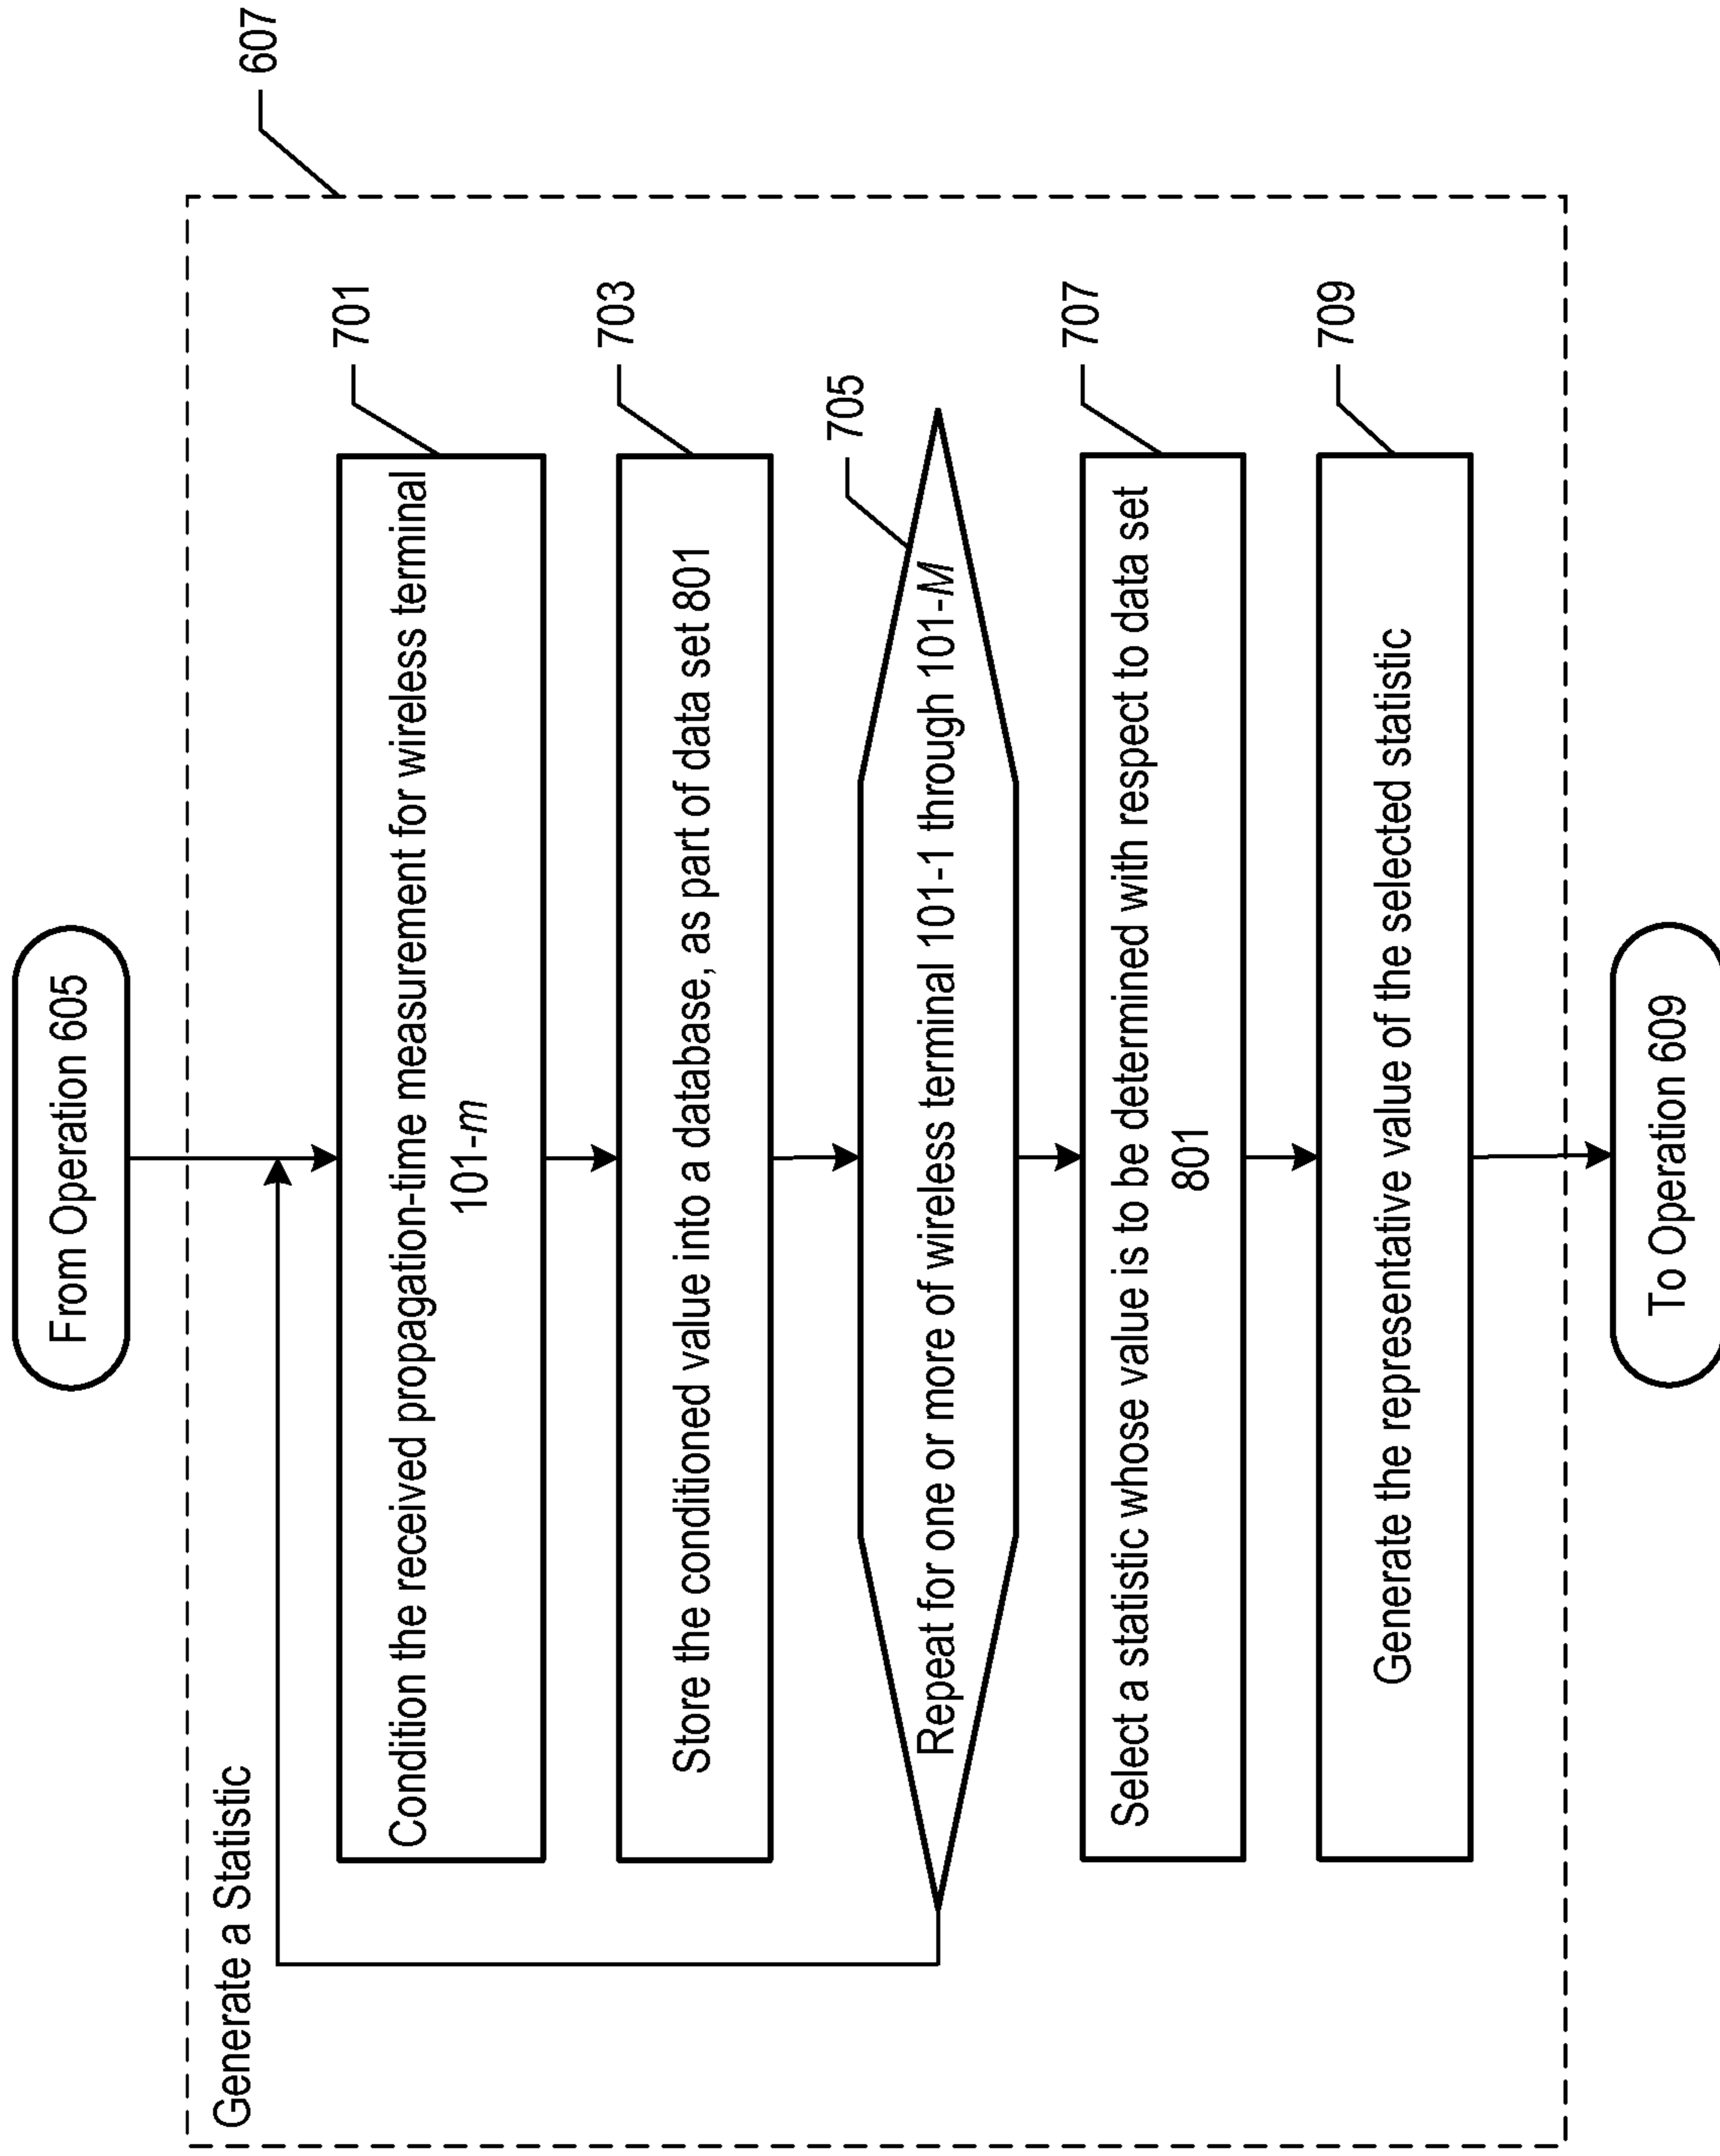 From Operation 605
607
Generate a Statistic
701
Condition the received propagation-time measurement for wireless terminal
101-m
703
Store the conditioned value into a database, as part of data set 801
705
Repeat for one or more of wireless terminal 101-1 through 101-M
707
Select a statistic whose value is to be determined with respect to data set
801
709
Generate the representative value of the selected statistic
To Operation 609